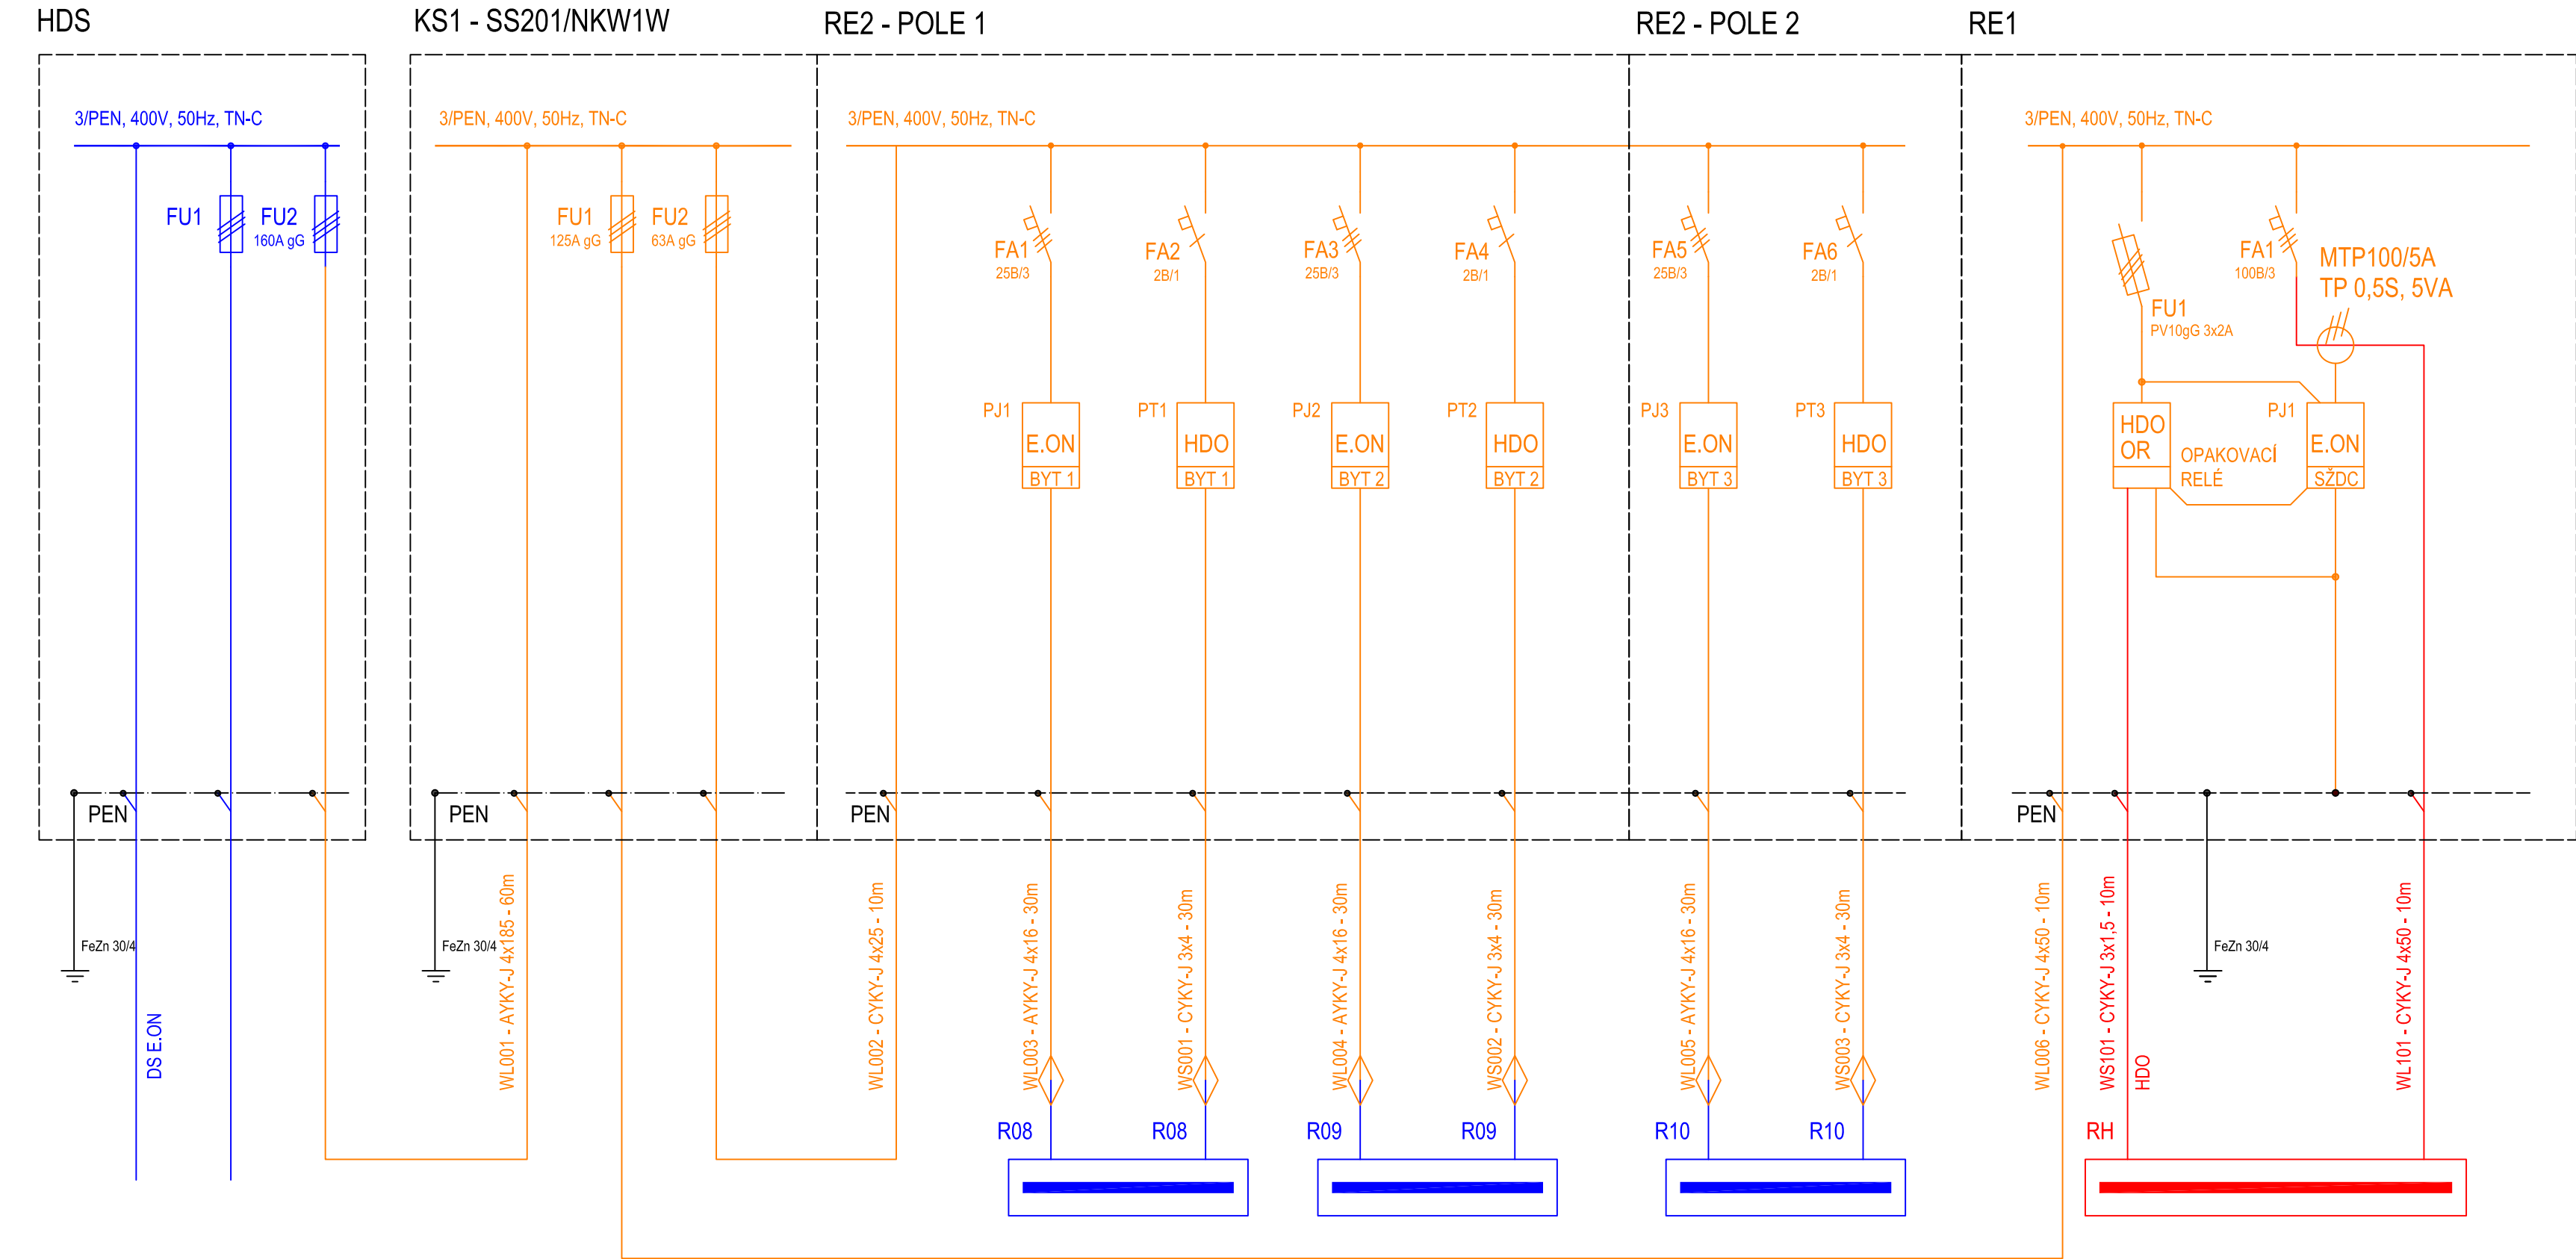 HDS
KS1 - SS201/NKW1W
RE2 - POLE 1
RE2 - POLE 2
RE1
3/PEN, 400V, 50Hz, TN-C
3/PEN, 400V, 50Hz, TN-C
3/PEN, 400V, 50Hz, TN-C
3/PEN, 400V, 50Hz, TN-C
FU1
FU2
160A gG
FU1
125A gG
FU2
63A gG
FA1
25B/3
FA2
2B/1
FA3
25B/3
FA4
2B/1
FA5
25B/3
FA6
2B/1
FU1
PV10gG 3x2A
FA1
100B/3
MTP100/5A
TP 0,5S, 5VA
PJ1
E.ON
BYT 1
PT1
HDO
BYT 1
PJ2
E.ON
BYT 2
PT2
HDO
BYT 2
PJ3
E.ON
BYT 3
PT3
HDO
BYT 3
HDO
OR
OPAKOVACÍ
RELÉ
PJ1
E.ON
SŽDC
PEN
PEN
PEN
PEN
FeZn 30/4
DS E.ON
FeZn 30/4
WL001 - AYKY-J 4x185 - 60m
WL002 - CYKY-J 4x25 - 10m
WL003 - AYKY-J 4x16 - 30m
WS001 - CYKY-J 3x4 - 30m
WL004 - AYKY-J 4x16 - 30m
WS002 - CYKY-J 3x4 - 30m
WL005 - AYKY-J 4x16 - 30m
WS003 - CYKY-J 3x4 - 30m
WL006 - CYKY-J 4x50 - 10m
WS101 - CYKY-J 3x1,5 - 10m
HDO
FeZn 30/4
WL101 - CYKY-J 4x50 - 10m
R08
R08
R09
R09
R10
R10
RH